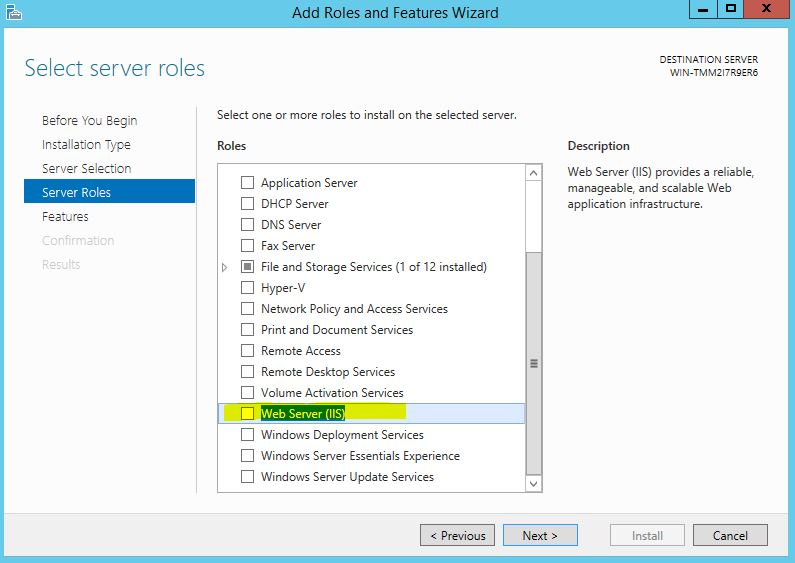 Add Roles and Features Wizard
Select server roles
DESTINATION SERVER
WIN-TMM2I7R9ER6
Before You Begin
Installation Type
Server Selection
Server Roles
Features
Confirmation
Results
Select one or more roles to install on the selected server.
Roles
Application Server
DHCP Server
DNS Server
Fax Server
File and Storage Services (1 of 12 installed)
Hyper-V
Network Policy and Access Services
Print and Document Services
Remote Access
Remote Desktop Services
Volume Activation Services
Web Server (IIS)
Windows Deployment Services
Windows Server Essentials Experience
Windows Server Update Services
Description
Web Server (IIS) provides a reliable,
manageable, and scalable Web
application infrastructure.
< Previous
Next >
Install
Cancel